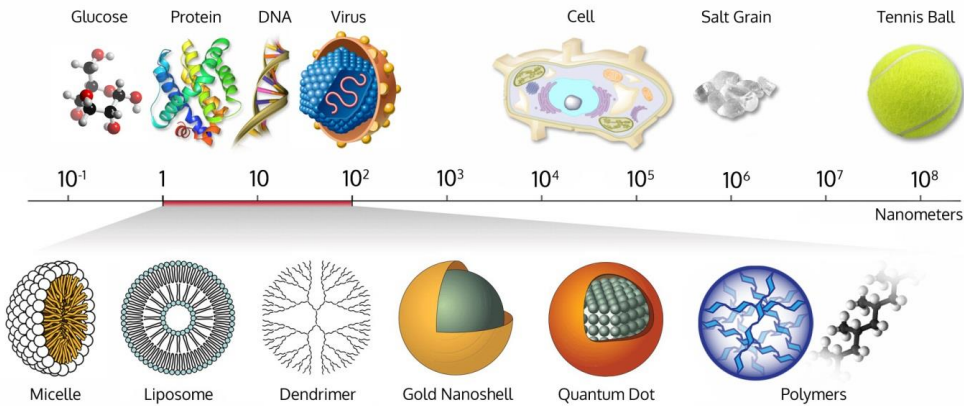 Glucose Protein DNA Virus Cell Salt Grain Tennis Ball
10⁻¹ 1 10 10² 10³ 10⁴ 10⁵ 10⁶ 10⁷ 10⁸
Nanometers
Micelle Liposome Dendrimer Gold Nanoshell Quantum Dot Polymers